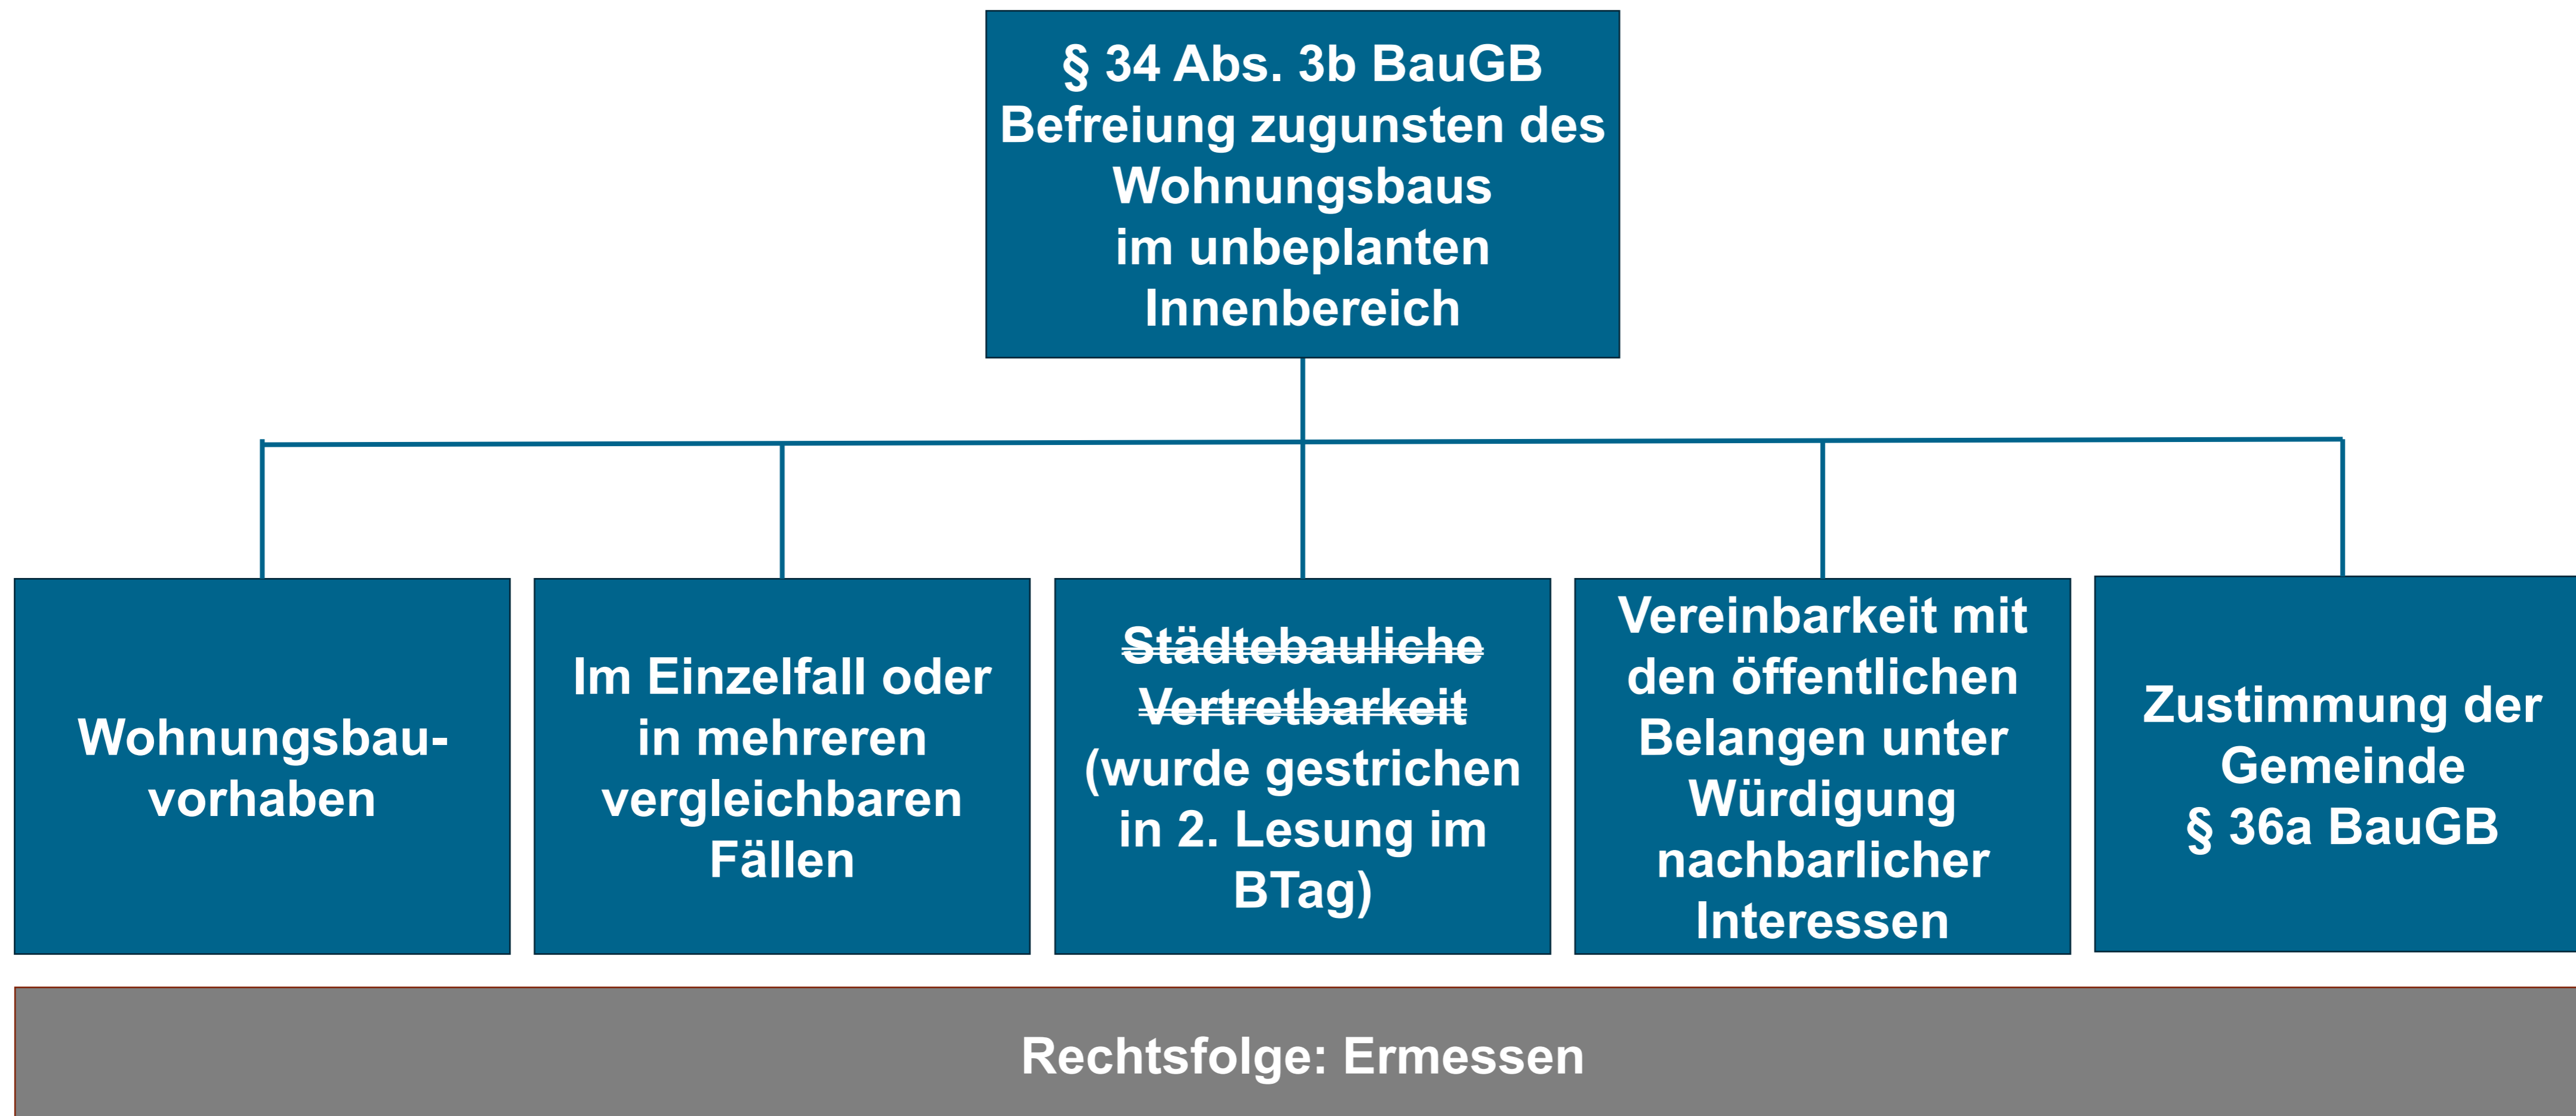 § 34 Abs. 3b BauGB
Befreiung zugunsten des
Wohnungsbaus
im unbeplanten
Innenbereich
Wohnungsbau-
vorhaben
Im Einzelfall oder
in mehreren
vergleichbaren
Fällen
Städtebauliche
Vertretbarkeit
(wurde gestrichen
in 2. Lesung im
BTag)
Vereinbarkeit mit
den öffentlichen
Belangen unter
Würdigung
nachbarlicher
Interessen
Zustimmung der
Gemeinde
§ 36a BauGB
Rechtsfolge: Ermessen